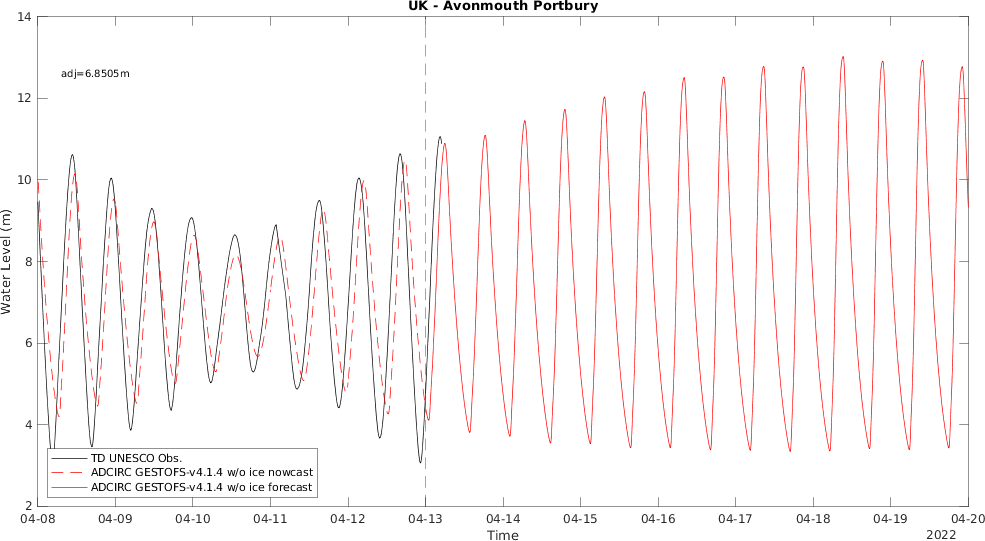 UK - Avonmouth Portbury
14
12
10
8
6
4
2
Water Level (m)
adj=6.8505m
TD UNESCO Obs.
ADCIRC GESTOFS-v4.1.4 w/o ice nowcast
ADCIRC GESTOFS-v4.1.4 w/o ice forecast
04-08 04-09 04-10 04-11 04-12 04-13 04-14 04-15 04-16 04-17 04-18 04-19 04-20
Time
2022